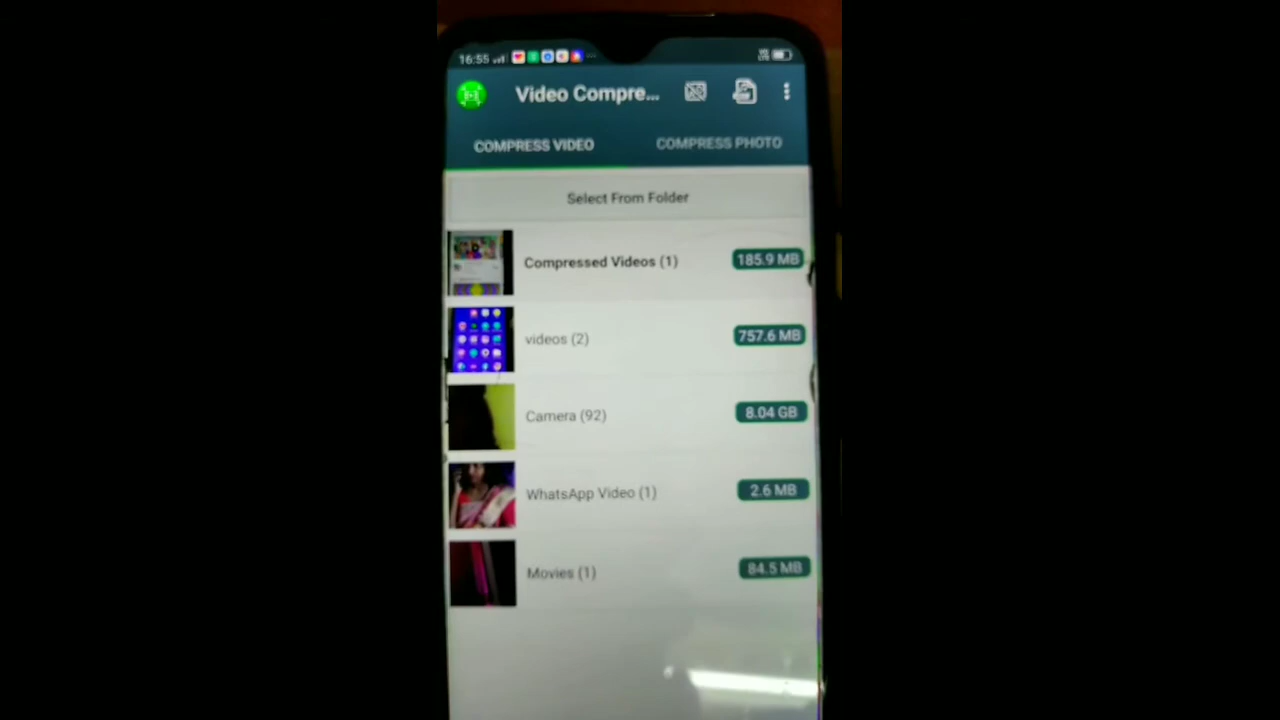 16:55
Video Compre...
COMPRESS VIDEO
COMPRESS PHOTO
Select From Folder
Compressed Videos (1)
185.9 MB
videos (2)
757.6 MB
Camera (92)
8.04 GB
WhatsApp Video (1)
2.6 MB
Movies (1)
84.5 MB